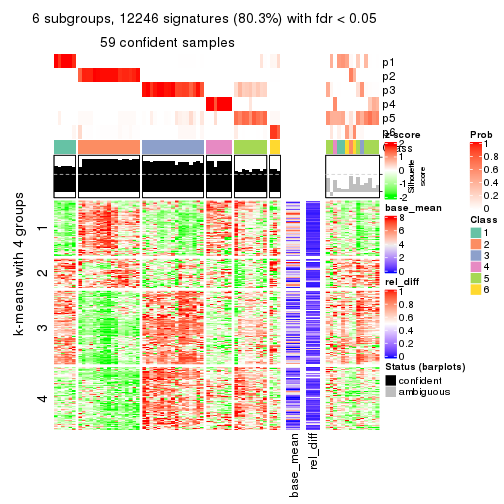 6 subgroups, 12246 signatures (80.3%) with fdr < 0.05
59 confident samples
p1
p2
p3
p4
p5
p6
Class
z-score
2
1
0
-1
-2
Silhouette
score
base_mean
8
6
4
2
0
rel_diff
1
0.8
0.6
0.4
0.2
0
Status (barplots)
confident
ambiguous
Prob
1
0.8
0.6
0.4
0.2
0
Class
1
2
3
4
5
6
k-means with 4 groups
1
2
3
4
base_mean
rel_diff